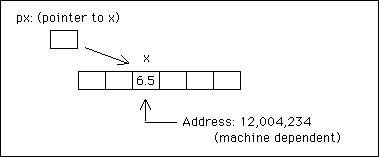 px: (pointer to x)
x
6.5
Address: 12,004,234
(machine dependent)